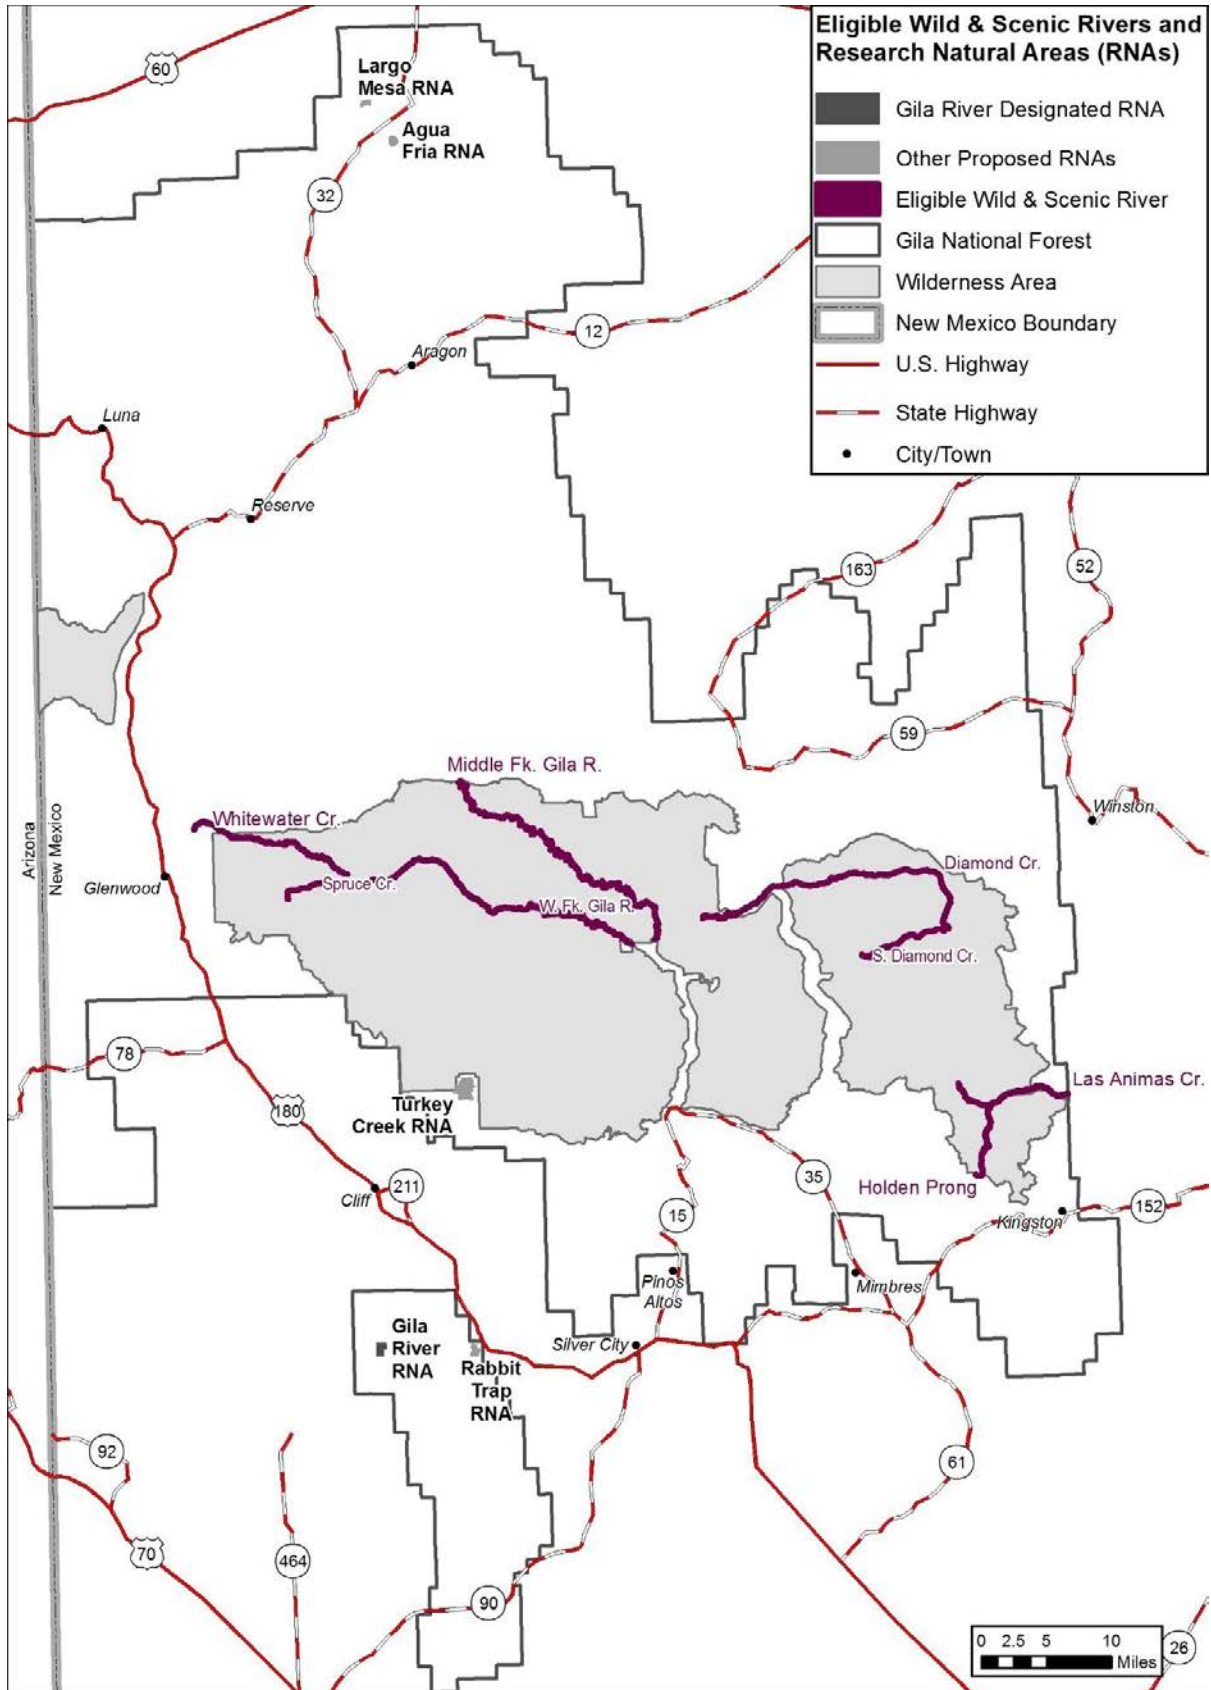 Eligible Wild & Scenic Rivers and
Research Natural Areas (RNAs)
Gila River Designated RNA
Other Proposed RNAs
Eligible Wild & Scenic River
Gila National Forest
Wilderness Area
New Mexico Boundary
U.S. Highway
State Highway
City/Town
60
Largo
Mesa RNA
Agua
Fria RNA
32
12
Aragon
Luna
Reserve
163
52
59
Middle Fk. Gila R.
Whitewater Cr.
Winston
Arizona
New Mexico
Glenwood
Spruce Cr.
W. Fk. Gila R.
Diamond Cr.
S. Diamond Cr.
78
180
Turkey
Creek RNA
Las Animas Cr.
Holden Prong
35
211
Cliff
15
152
Kingston
Pinos
Altos
Mimbres
Silver City
Gila
River
RNA
Rabbit
Trap
RNA
92
61
70
464
90
26
0 2.5 5 10
Miles